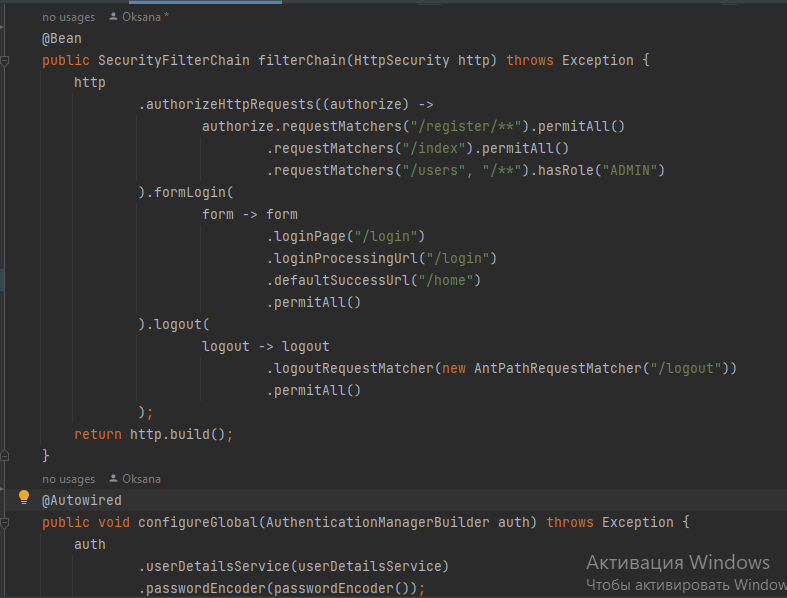 no usages Oksana *
@Bean
public SecurityFilterChain filterChain(HttpSecurity http) throws Exception {
http
.authorizeHttpRequests((authorize) ->
authorize.requestMatchers("/register/**").permitAll()
.requestMatchers("/index").permitAll()
.requestMatchers("/users", "/**").hasRole("ADMIN")
).formLogin(
form -> form
.loginPage("/login")
.loginProcessingUrl("/login")
.defaultSuccessUrl("/home")
.permitAll()
).logout(
logout -> logout
.logoutRequestMatcher(new AntPathRequestMatcher("/logout"))
.permitAll()
);
return http.build();
}
no usages Oksana
@Autowired
public void configureGlobal(AuthenticationManagerBuilder auth) throws Exception {
auth
.userDetailsService(userDetailsService)
.passwordEncoder(passwordEncoder());
Активация Windows
Чтобы активировать Window